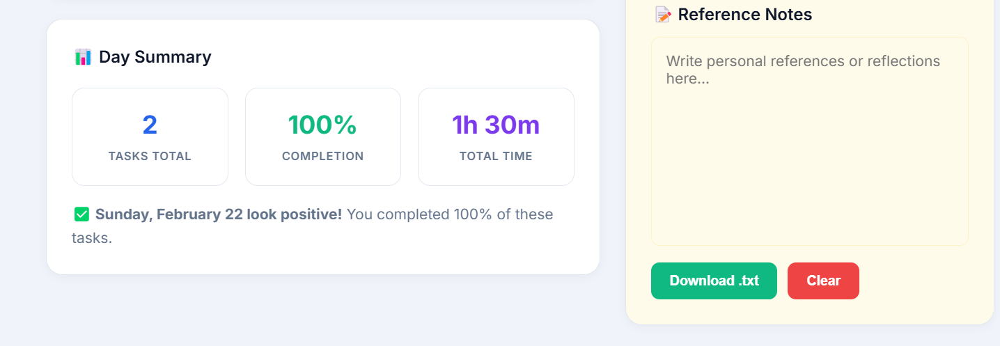 Day Summary
2
TASKS TOTAL
100%
COMPLETION
1h 30m
TOTAL TIME
Sunday, February 22 look positive! You completed 100% of these
tasks.
Reference Notes
Write personal references or reflections
here...
Download .txt
Clear